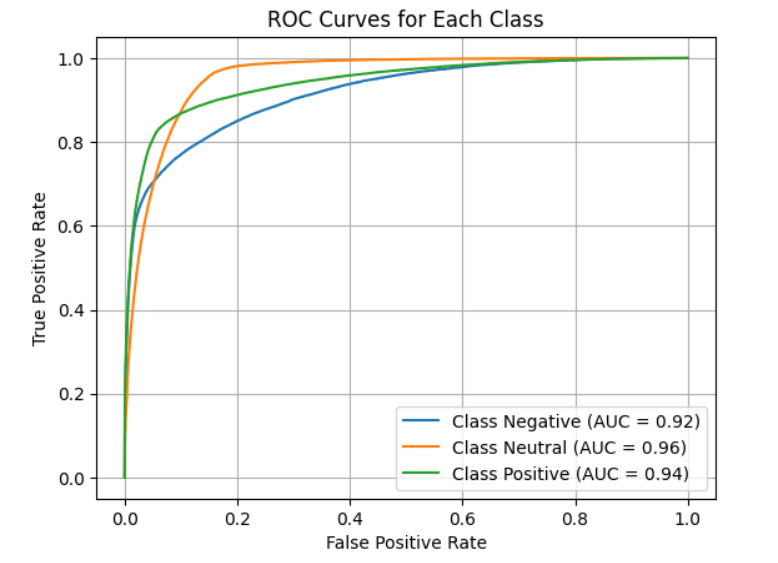 ROC Curves for Each Class
True Positive Rate
1.0
0.8
0.6
0.4
0.2
0.0
Class Negative (AUC = 0.92)
Class Neutral (AUC = 0.96)
Class Positive (AUC = 0.94)
0.0 0.2 0.4 0.6 0.8 1.0
False Positive Rate